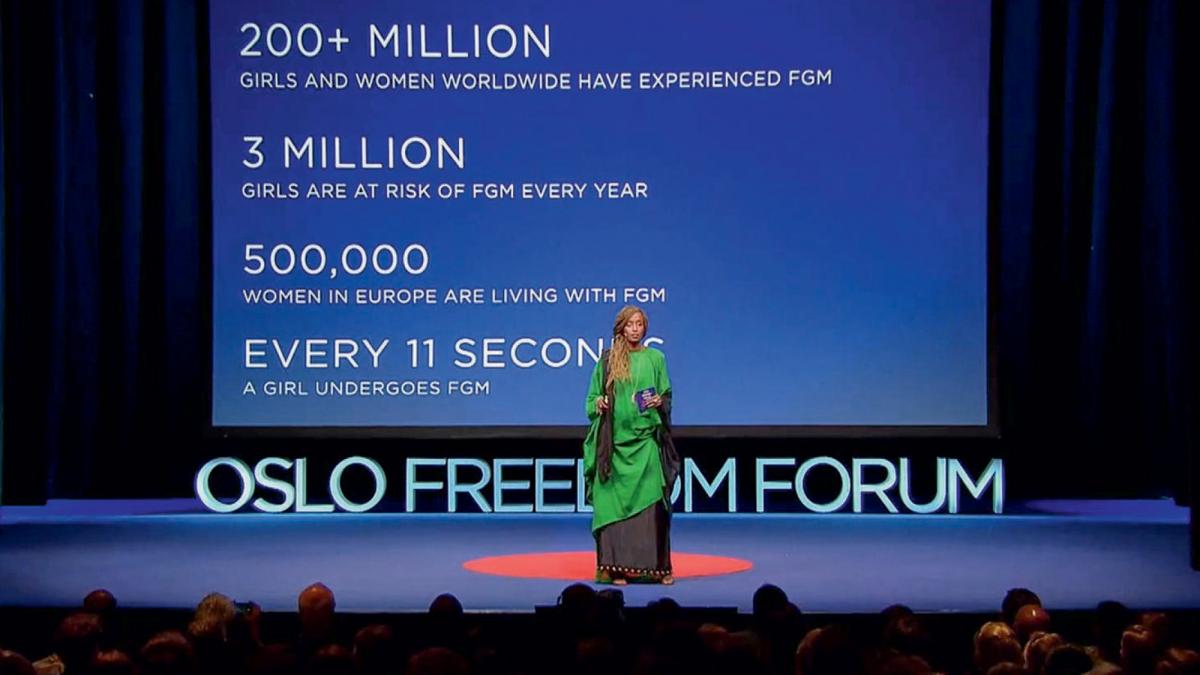 200+ MILLION
GIRLS AND WOMEN WORLDWIDE HAVE EXPERIENCED FGM
3 MILLION
GIRLS ARE AT RISK OF FGM EVERY YEAR
500,000
WOMEN IN EUROPE ARE LIVING WITH FGM
EVERY 11 SECONDS
A GIRL UNDERGOES FGM
OSLO FREEDOM FORUM